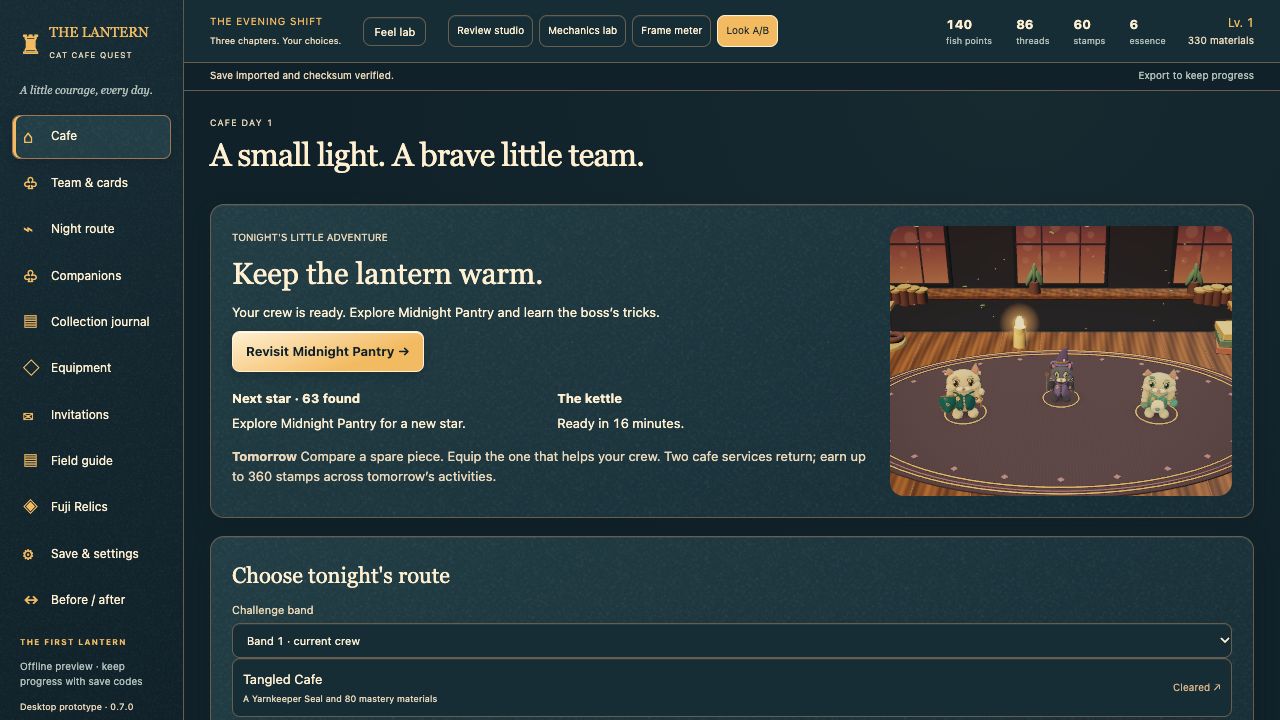 THE LANTERN
CAT CAFE QUEST
A little courage, every day.
Cafe
Team & cards
Night route
Companions
Collection journal
Equipment
Invitations
Field guide
Fuji Relics
Save & settings
Before / after
THE FIRST LANTERN
Offline preview · keep
progress with save codes
Desktop prototype · 0.7.0
THE EVENING SHIFT
Three chapters. Your choices.
Feel lab
Review studio
Mechanics lab
Frame meter
Look A/B
140
fish points
86
threads
60
stamps
6
essence
Lv. 1
330 materials
Save imported and checksum verified.
Export to keep progress
CAFE DAY 1
A small light. A brave little team.
TONIGHT'S LITTLE ADVENTURE
Keep the lantern warm.
Your crew is ready. Explore Midnight Pantry and learn the boss’s tricks.
Revisit Midnight Pantry →
Next star · 63 found
Explore Midnight Pantry for a new star.
The kettle
Ready in 16 minutes.
Tomorrow Compare a spare piece. Equip the one that helps your crew. Two cafe services return; earn up
to 360 stamps across tomorrow’s activities.
Choose tonight's route
Challenge band
Band 1 · current crew
Tangled Cafe
A Yarnkeeper Seal and 80 mastery materials
Cleared ↗